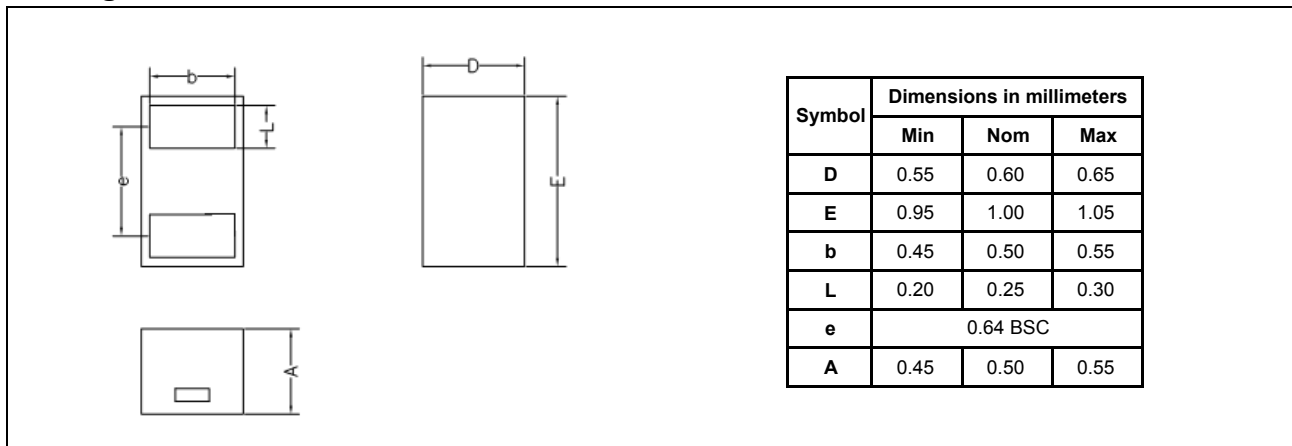 b
L
e
D
E
A
Symbol Dimensions in millimeters
Min Nom Max
D 0.55 0.60 0.65
E 0.95 1.00 1.05
b 0.45 0.50 0.55
L 0.20 0.25 0.30
e 0.64 BSC
A 0.45 0.50 0.55